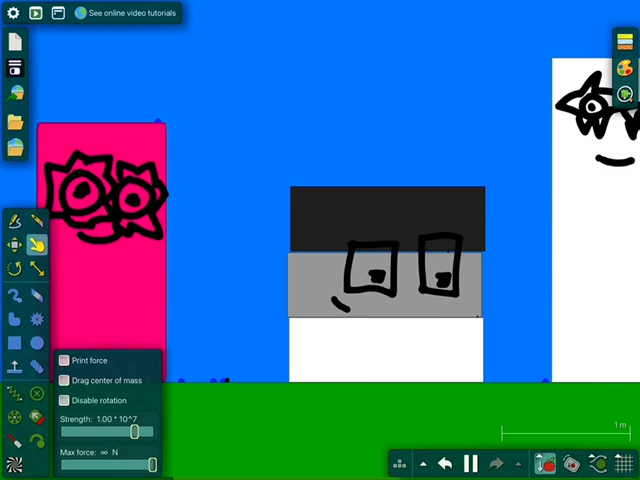 See online video tutorials
Print force
Drag center of mass
Disable rotation
Strength: 1.00 * 10^7
Max force: ∞ N
1 m